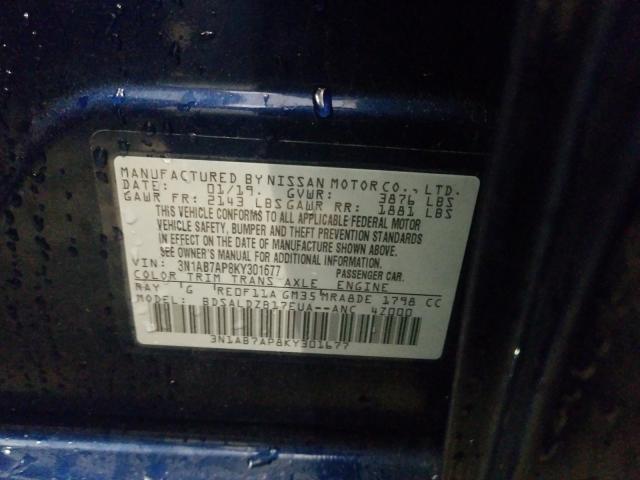 MANUFACTURED BY NISSAN MOTOR CO., LTD.
DATE: 01/19. GVWR: 3876 LBS
GAWR FR: 2143 LBS GAWR RR: 1881 LBS
THIS VEHICLE CONFORMS TO ALL APPLICABLE FEDERAL MOTOR
VEHICLE SAFETY, BUMPER AND THEFT PREVENTION STANDARDS
IN EFFECT ON THE DATE OF MANUFACTURE SHOWN ABOVE.
SEE OWNER'S MANUAL FOR ADDITIONAL INFORMATION.
VIN: 3N1AB7AP8KY301677 PASSENGER CAR.
COLOR TRIM TRANS AXLE ENGINE
RAY 'G 'RE0F11A GM35'MRA8DE 1798 CC
MODEL: BDSALDZB17EUA--ANC 4Z000
3N1AB7AP8KY301677